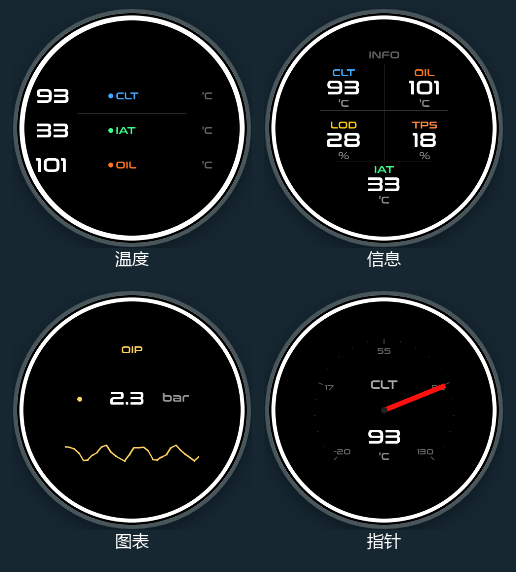 93 CLT °C
33 IAT °C
101 OIL °C
温度
INFO
CLT OIL
93 101
°C °C
LOD TPS
28 18
% %
IAT
33
°C
信息
OIP
2.3 bar
图表
55
17
CLT
93
°C
-20 130
指针